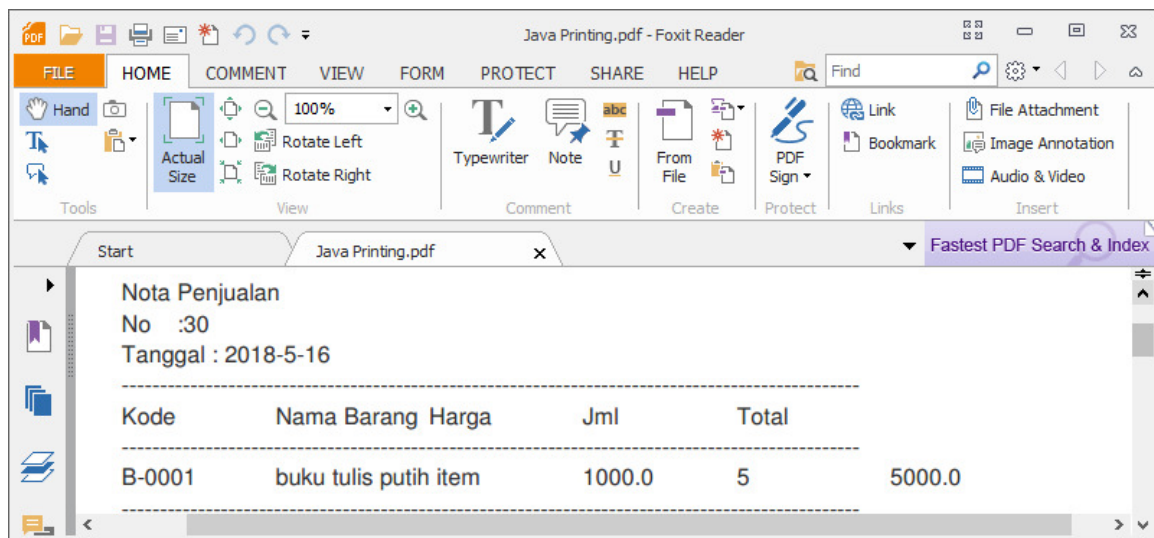 PDF
Java Printing.pdf - Foxit Reader
FILE HOME COMMENT VIEW FORM PROTECT SHARE HELP Find
Hand
Actual Size
100%
Rotate Left
Rotate Right
Typewriter
Note
abc
T
U
From File
PDF Sign
Link
Bookmark
File Attachment
Image Annotation
Audio & Video
Tools View Comment Create Protect Links Insert
Start Java Printing.pdf x Fastest PDF Search & Index
Nota Penjualan
No :30
Tanggal : 2018-5-16
------------------------------------------------------------------------------------------------
Kode Nama Barang Harga Jml Total
------------------------------------------------------------------------------------------------
B-0001 buku tulis putih item 1000.0 5 5000.0
------------------------------------------------------------------------------------------------